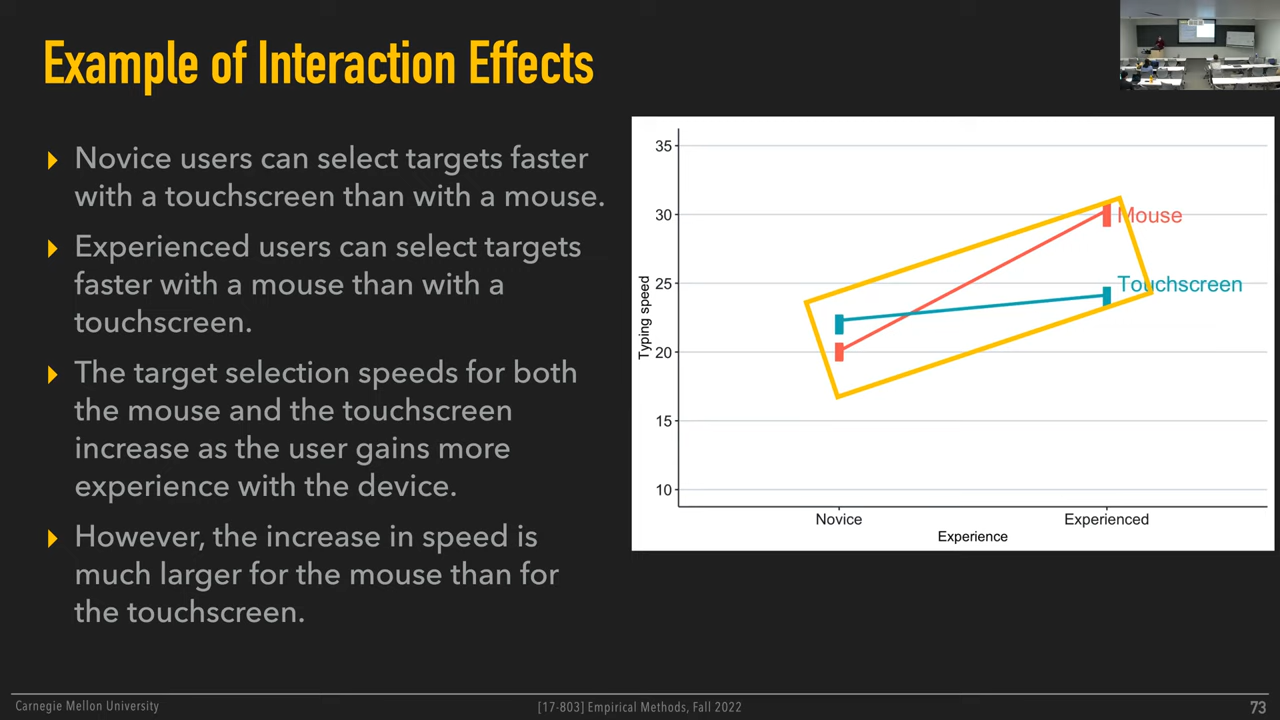 Example of Interaction Effects
Novice users can select targets faster
with a touchscreen than with a mouse.
Experienced users can select targets
faster with a mouse than with a
touchscreen.
The target selection speeds for both
the mouse and the touchscreen
increase as the user gains more
experience with the device.
However, the increase in speed is
much larger for the mouse than for
the touchscreen.
35
30
25
20
15
10
Typing speed
Mouse
Touchscreen
Novice
Experienced
Experience
Carnegie Mellon University
[17-803] Empirical Methods, Fall 2022
73